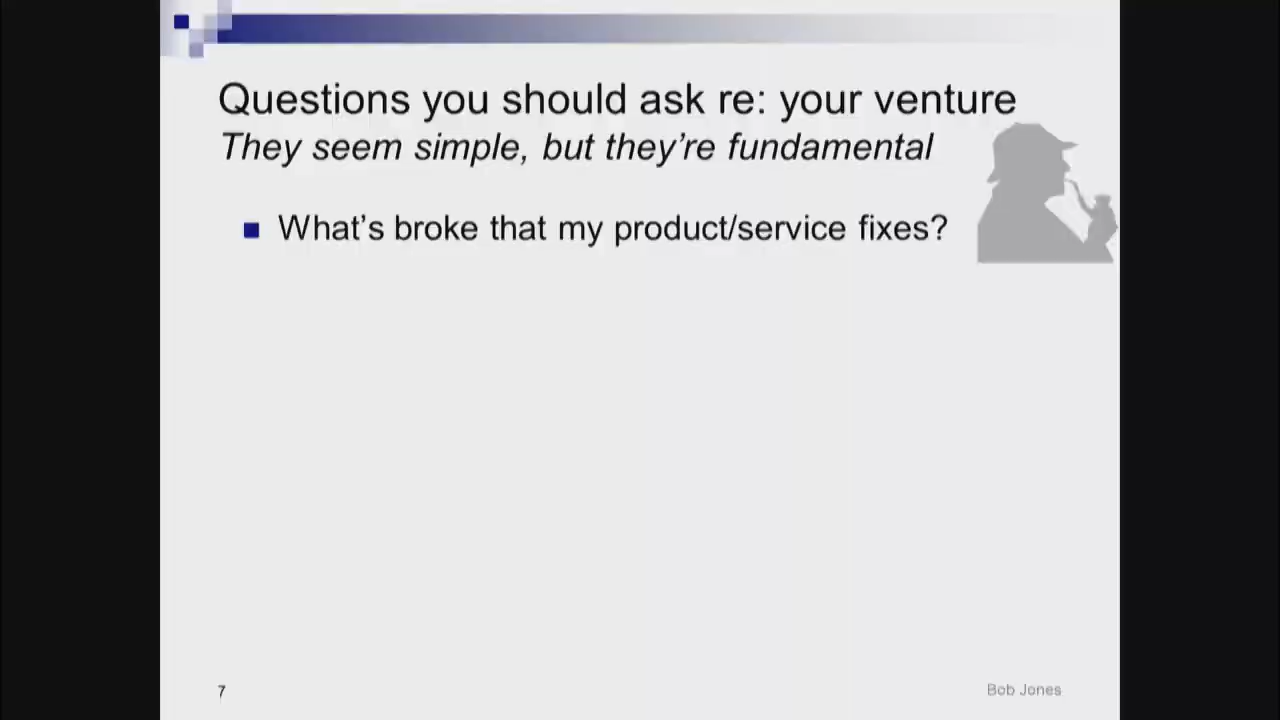 Questions you should ask re: your venture
They seem simple, but they’re fundamental
What’s broke that my product/service fixes?
7
Bob Jones